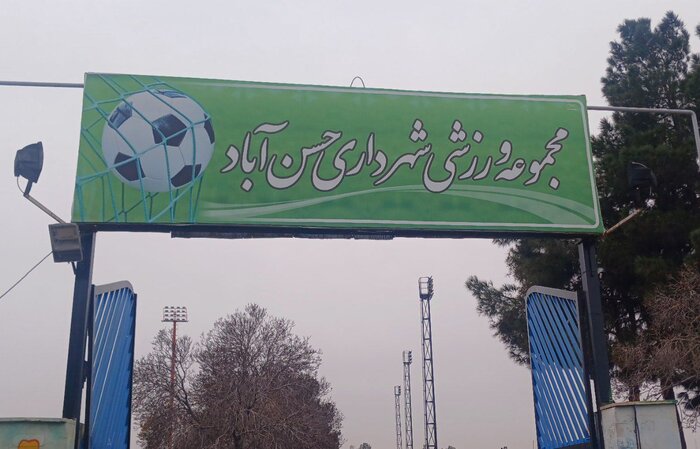 مجموعه ورزشی شهرداری حسن آباد